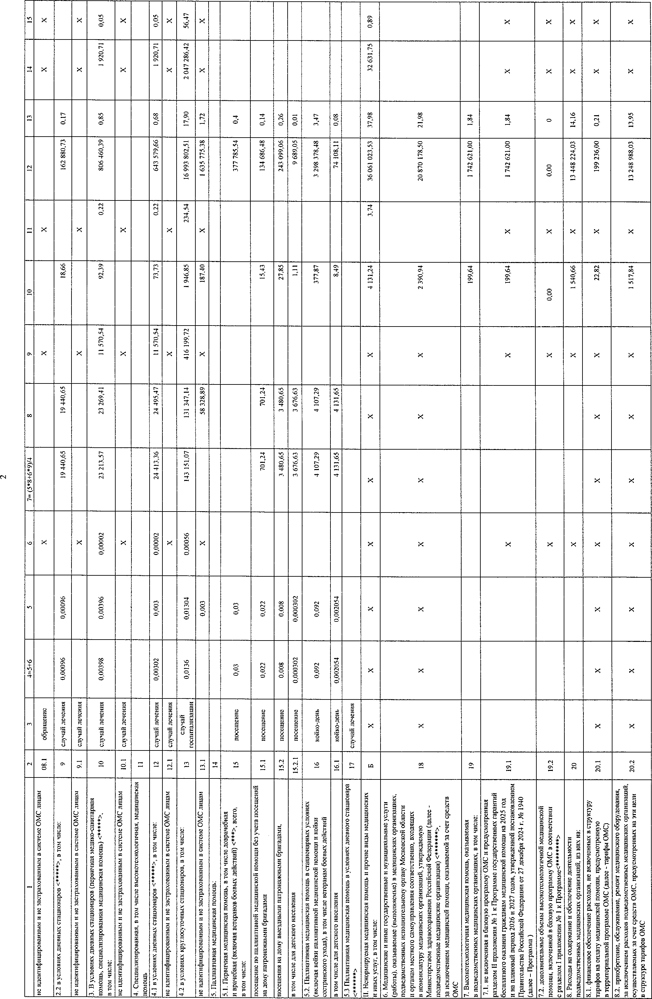 2
1 2 3 4=5+6 5 6 7= (5*8+6*9)/4 8 9 10 11 12 13 14 15
не идентифицированным и не застрахованным в системе ОМС лицам 08.1 обращение X X X X X
2.2 в условиях дневных стационаров <*****>, в том числе: 9 случай лечения 0,00096 0,00096 19 440,65 19 440,65 18,66 162 880,73 0,17
не идентифицированным и не застрахованным в системе ОМС лицам 9.1 случай лечения X X X X X
3. В условиях дневных стационаров (первичная медико-санитарная
помощь, специализированная медицинская помощь) <*****>,
в том числе: 10 случай лечения 0,00398 0,00396 0,00002 23 213,57 23 269,41 11 570,54 92,39 0,22 806 460,39 0,85 1 920,71 0,05
не идентифицированным и не застрахованным в системе ОМС лицам 10.1 случай лечения X X X X X
4. Специализированная, в том числе высокотехнологичная, медицинская
помощь 11
4.1 в условиях дневных стационаров <*****>, в том числе: 12 случай лечения 0,00302 0,003 0,00002 24 413,36 24 495,47 11 570,54 73,73 0,22 643 579,66 0,68 1 920,71 0,05
не идентифицированным и не застрахованным в системе ОМС лицам 12.1 случай лечения X X X X X
4.2 в условиях круглосуточных стационаров, в том числе: 13 случай
госпитализации 0,0136 0,01304 0,00056 143 151,07 131 347,14 416 199,72 1 946,85 234,54 16 993 802,51 17,90 2 047 286,42 56,47
не идентифицированным и не застрахованным в системе ОМС лицам 13.1 0,003 X 58 328,89 X 187,40 X 1 635 775,38 1,72 X X
5. Паллиативная медицинская помощь: 14
5.1. Первичная медицинская помощь, в том числе доврачебная
и врачебная (включая ветеранов боевых действий) <***>, всего,
в том числе: 15 посещение 0,03 0,03 377 785,54 0,4
посещение по паллиативной медицинской помощи без учета посещений
на дому патронажными бригадами 15.1 посещение 0,022 0,022 701,24 701,24 15,43 134 686,48 0,14
посещения на дому выездными патронажными бригадами, 15.2 посещение 0,008 0,008 3 480,65 3 480,65 27,85 243 099,06 0,26
в том числе для детского населения 15.2.1 посещение 0,000302 0,000302 3 676,63 3 676,63 1,11 9 689,05 0,01
5.2. Паллиативная медицинская помощь в стационарных условиях
(включая койки паллиативной медицинской помощи и койки
сестринского ухода), в том числе ветеранам боевых действий 16 койко-день 0,092 0,092 4 107,29 4 107,29 377,87 3 298 378,48 3,47
в том числе для детского населения 16.1 койко-день 0,002054 0,002054 4 131,65 4 131,65 8,49 74 108,11 0,08
5.3 Паллиативная медицинская помощь в условиях дневного стационара
<******> 17 случай лечения
II. Ненормируемая медицинская помощь и прочие виды медицинских
и иных услуг, в том числе: Б X X X X X X X 4 131,24 3,74 36 061 023,53 37,98 32 631,75 0,89
6. Медицинские и иные государственные и муниципальные услуги
(работы), оказываемые (выполняемые) в медицинских организациях,
подведомственных исполнительному органу Московской области
и органам местного самоуправления соответственно, входящих
в номенклатуру медицинских организаций, утверждаемую
Министерством здравоохранения Российской Федерации (далее -
подведомственные медицинские организации) <*******>,
за исключением медицинской помощи, оказываемой за счет средств
ОМС 18 X X X X X X X 2 390,94 20 870 178,50 21,98
7. Высокотехнологичная медицинская помощь, оказываемая
в подведомственных медицинских организациях, в том числе: 19 199,64 1 742 621,00 1,84
7.1. не включенная в базовую программу ОМС и предусмотренная
разделом II приложения № 1 к Программе государственных гарантий
бесплатного оказания гражданам медицинской помощи на 2025 год
и на плановый период 2026 и 2027 годов, утвержденной постановлением
Правительства Российской Федерации от 27 декабря 2024 г. № 1940
(далее – Программа ) 19.1 X X 199,64 X 1 742 621,00 1,84 X X
7.2. дополнительные объемы высокотехнологичной медицинской
помощи, включенной в базовую программу ОМС в соответствии
с разделом I приложения № 1 к Программе<********> 19.2 X X 0,00 X 0,00 0 X X
8. Расходы на содержание и обеспечение деятельности
подведомственных медицинских организаций, из них на: 20 X X 1 540,66 X 13 448 224,03 14,16 X X
8.1. финансовое обеспечение расходов, не включенных в структуру
тарифов на оплату медицинской помощи, предусмотренную
в территориальной программе ОМС (далее - тарифы ОМС) 20.1 X X X X X X X 22,82 X 199 236,00 0,21 X X
8.2. приобретение, обслуживание, ремонт медицинского оборудования,
за исключением расходов подведомственных медицинских организаций,
осуществляемых за счет средств ОМС, предусмотренных на эти цели
в структуре тарифов ОМС 20.2 X X X X X X X 1 517,84 X 13 248 988,03 13,95 X X